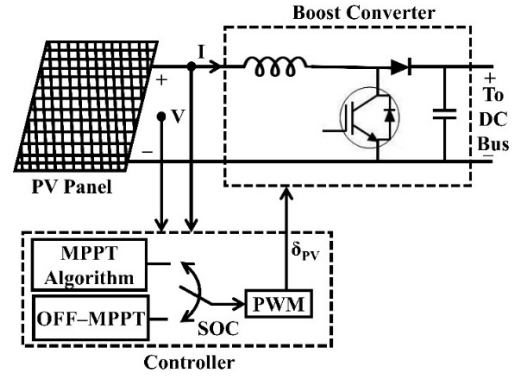 Boost Converter
I
+
V
−
PV Panel
+
To
DC
Bus
−
MPPT
Algorithm
OFF–MPPT
SOC
PWM
δPV
Controller